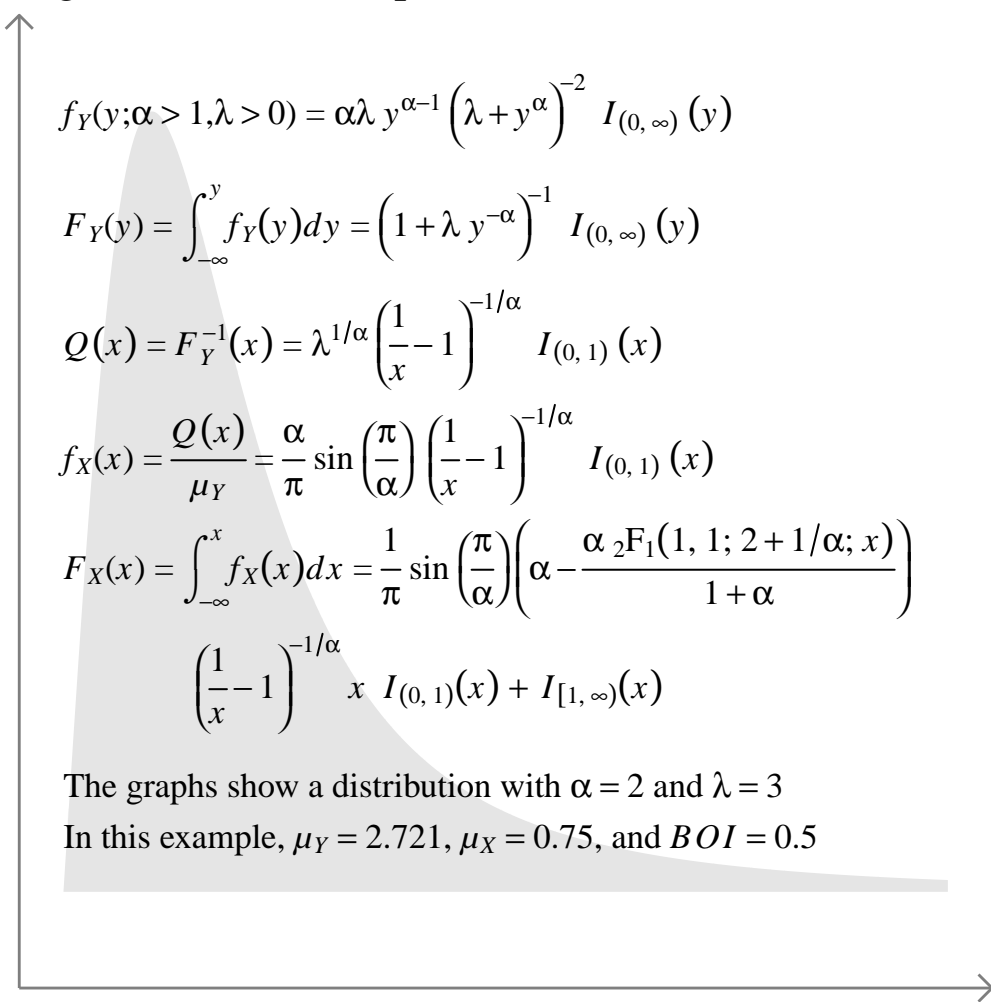 f_Y(y;α > 1,λ > 0) = αλ y^{α−1} (λ + y^α)^{−2} I_{(0, ∞)} (y)
F_Y(y) = ∫_{−∞}^{y} f_Y(y)dy = (1 + λ y^{−α})^{−1} I_{(0, ∞)} (y)
Q(x) = F_Y^{−1}(x) = λ^{1/α} (1/x − 1)^{−1/α} I_{(0, 1)} (x)
f_X(x) = Q(x)/μ_Y = α/π sin (π/α) (1/x − 1)^{−1/α} I_{(0, 1)} (x)
F_X(x) = ∫_{−∞}^{x} f_X(x)dx = 1/π sin (π/α) (α − α ₂F₁(1, 1; 2 + 1/α; x)/(1 + α))
(1/x − 1)^{−1/α} x I_{(0, 1)}(x) + I_{[1, ∞)}(x)
The graphs show a distribution with α = 2 and λ = 3
In this example, μ_Y = 2.721, μ_X = 0.75, and BOI = 0.5